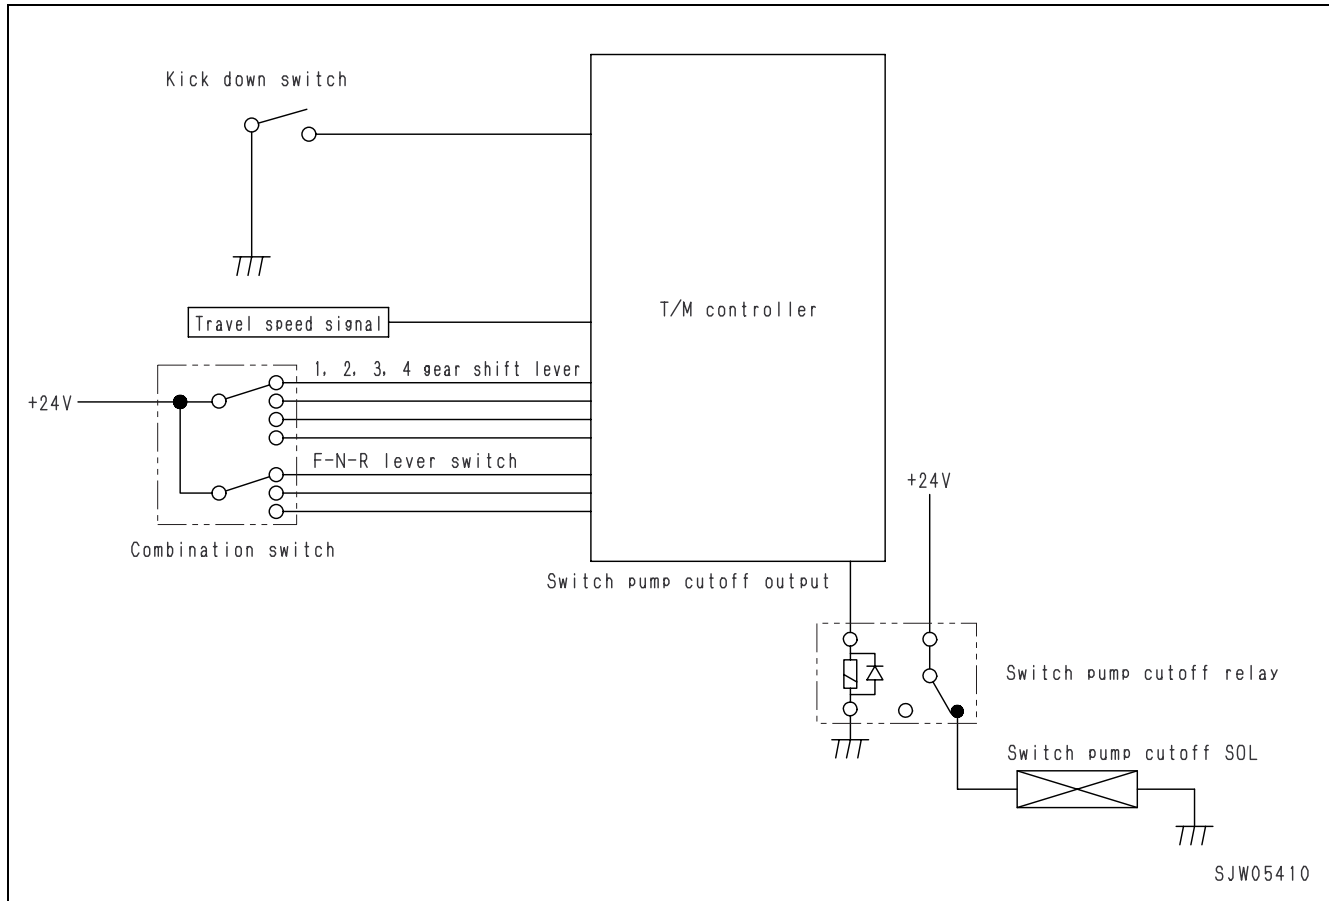 Kick down switch
T/M controller
Travel speed signal
1, 2, 3, 4 gear shift lever
+24V
F-N-R lever switch
+24V
Combination switch
Switch pump cutoff output
Switch pump cutoff relay
Switch pump cutoff SOL
SJW05410